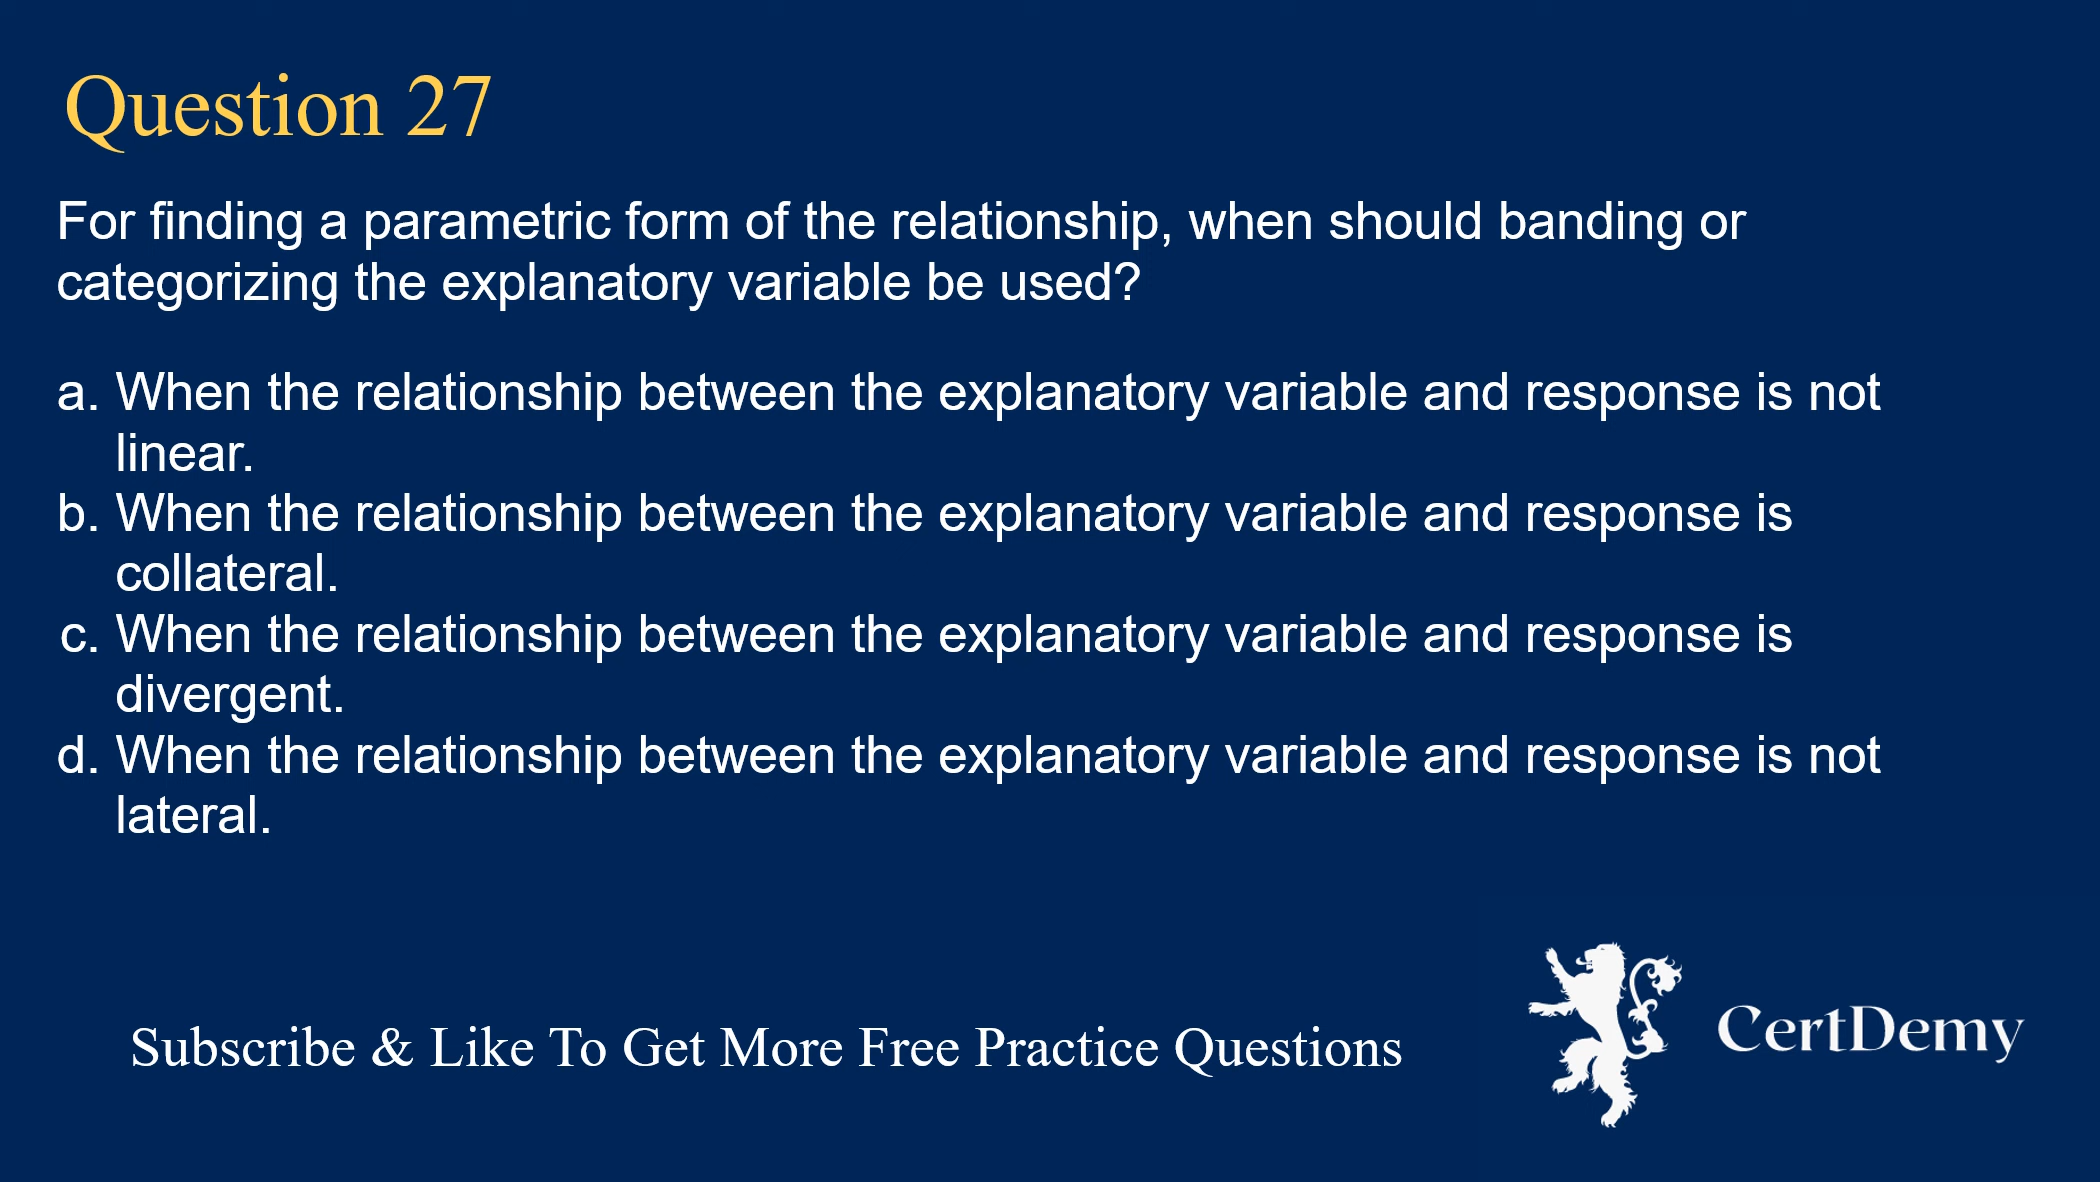 Question 27
For finding a parametric form of the relationship, when should banding or
categorizing the explanatory variable be used?
a. When the relationship between the explanatory variable and response is not
linear.
b. When the relationship between the explanatory variable and response is
collateral.
c. When the relationship between the explanatory variable and response is
divergent.
d. When the relationship between the explanatory variable and response is not
lateral.
Subscribe & Like To Get More Free Practice Questions
CertDemy